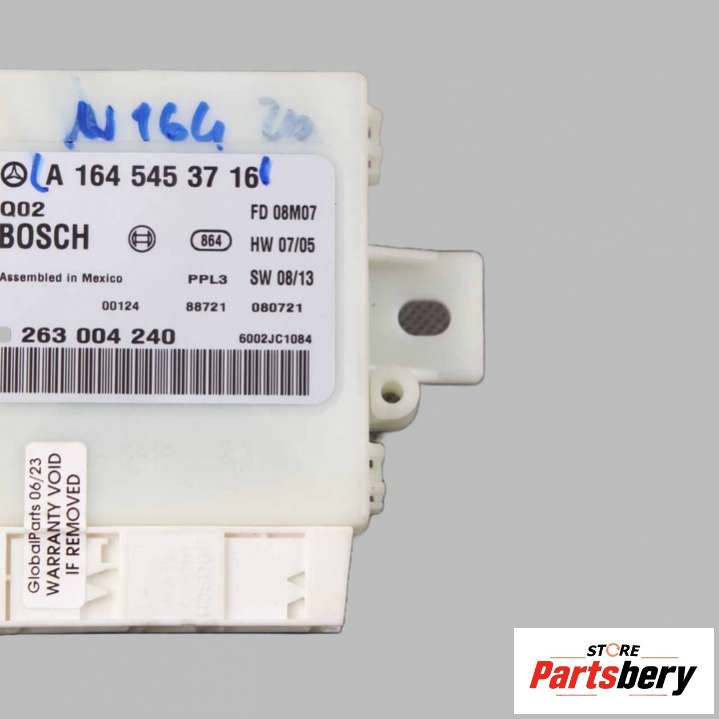 W164
A 164 545 37 16
Q02
FD 08M07
BOSCH
864
HW 07/05
Assembled in Mexico
PPL3
SW 08/13
00124 88721 080721
263 004 240
6002JC1084
GlobalParts 06/23
WARRANTY VOID
IF REMOVED
STORE
Partsbery